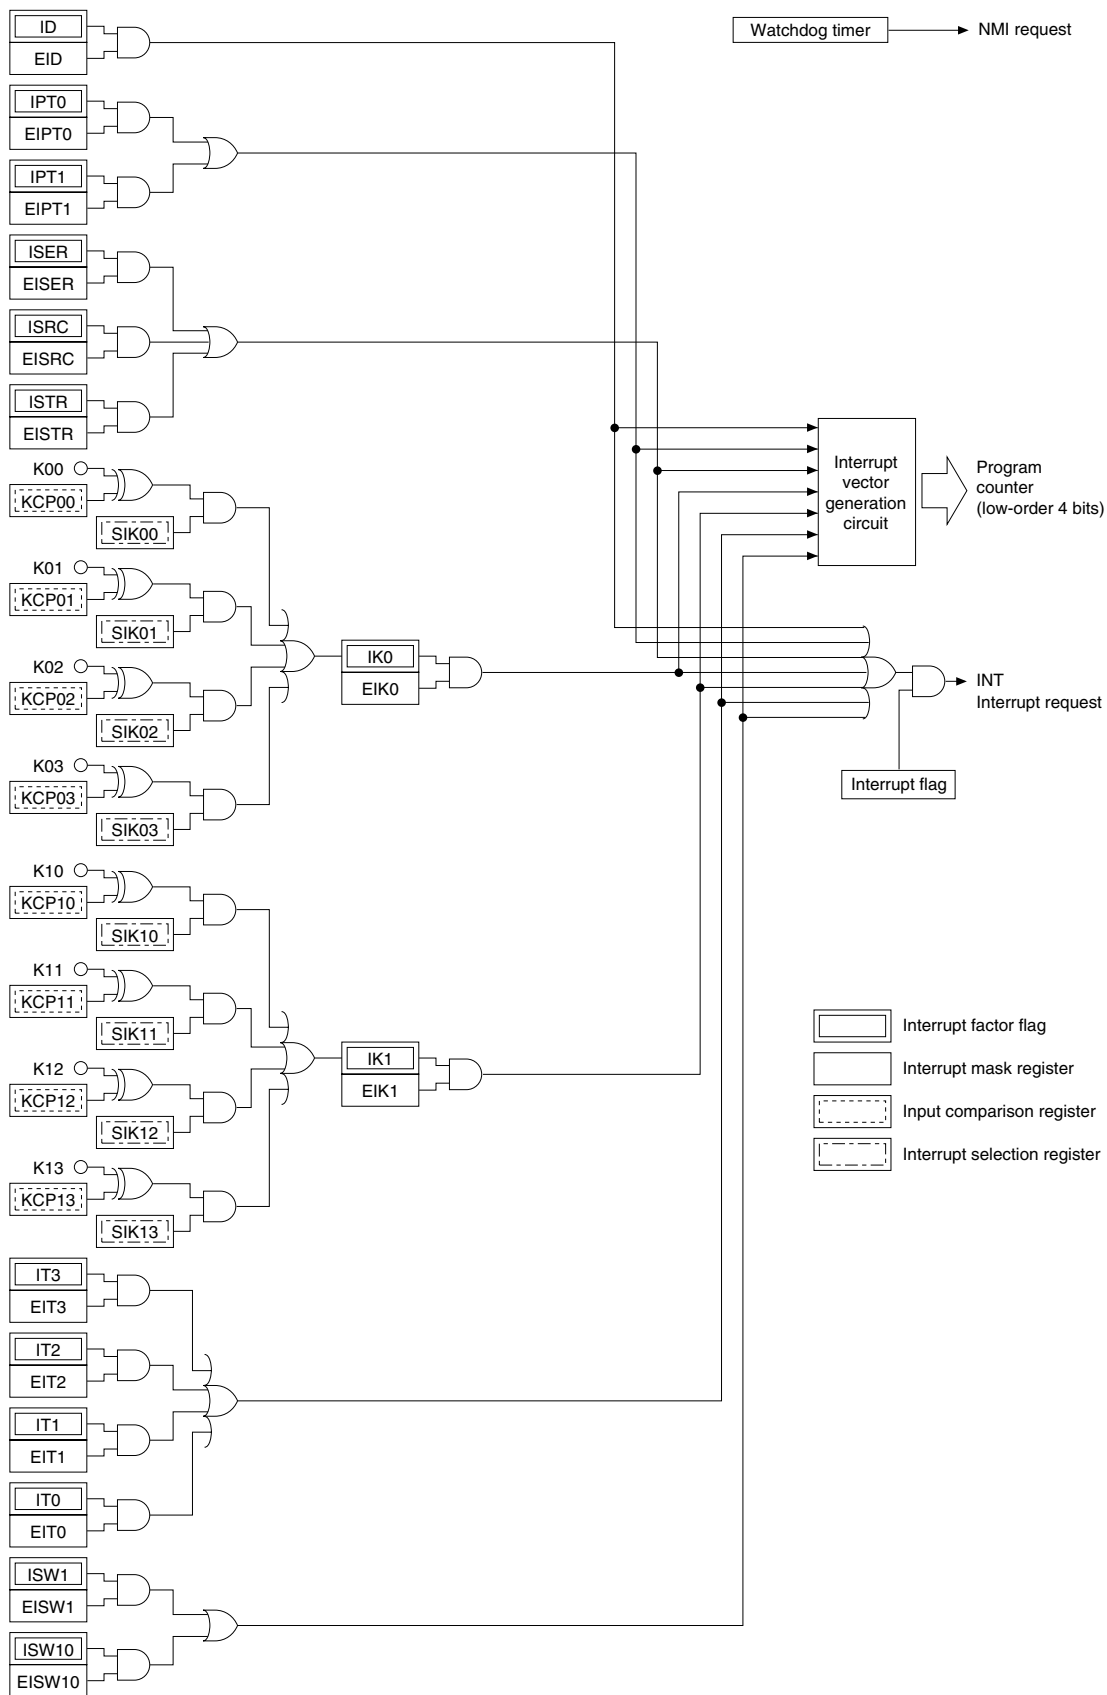 ID
EID
Watchdog timer
NMI request
IPT0
EIPT0
IPT1
EIPT1
ISER
EISER
ISRC
EISRC
ISTR
EISTR
K00
KCP00
SIK00
K01
KCP01
SIK01
K02
KCP02
SIK02
K03
KCP03
SIK03
IK0
EIK0
Interrupt
vector
generation
circuit
Program
counter
(low-order 4 bits)
INT
Interrupt request
Interrupt flag
K10
KCP10
SIK10
K11
KCP11
SIK11
K12
KCP12
SIK12
K13
KCP13
SIK13
IK1
EIK1
Interrupt factor flag
Interrupt mask register
Input comparison register
Interrupt selection register
IT3
EIT3
IT2
EIT2
IT1
EIT1
IT0
EIT0
ISW1
EISW1
ISW10
EISW10